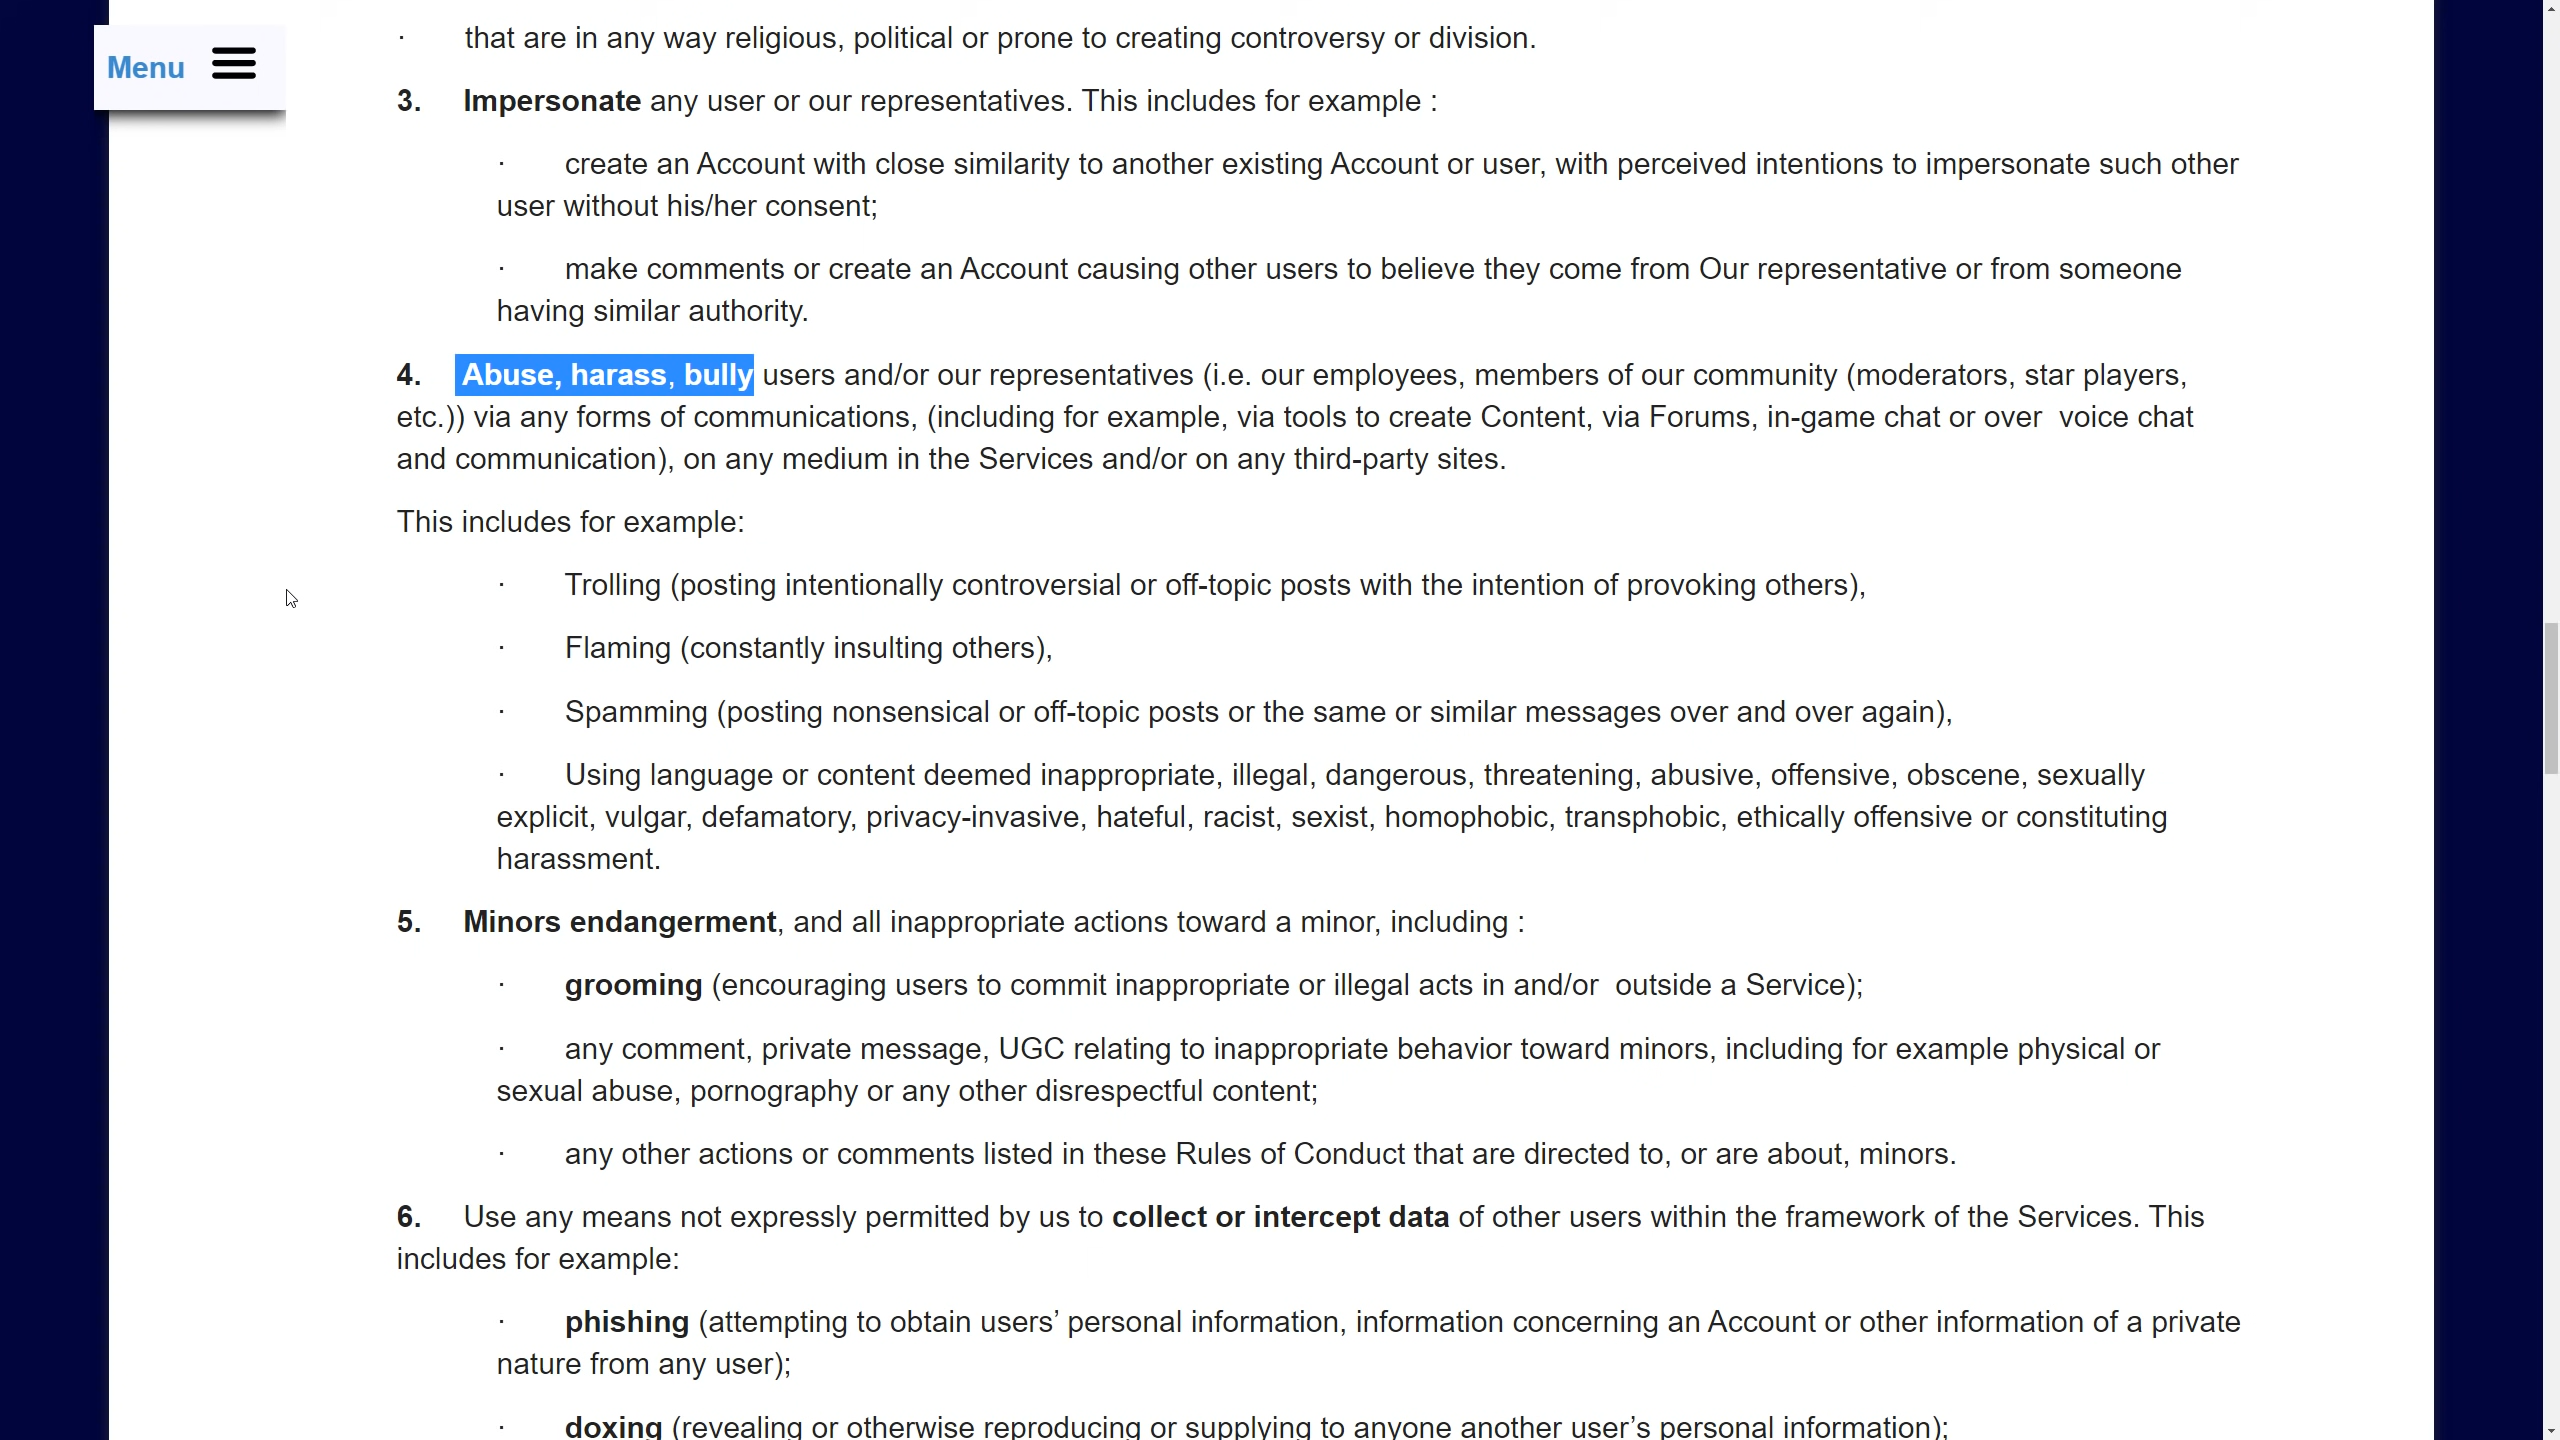 · that are in any way religious, political or prone to creating controversy or division.
Menu
3. Impersonate any user or our representatives. This includes for example :
· create an Account with close similarity to another existing Account or user, with perceived intentions to impersonate such other
user without his/her consent;
· make comments or create an Account causing other users to believe they come from Our representative or from someone
having similar authority.
4. Abuse, harass, bully users and/or our representatives (i.e. our employees, members of our community (moderators, star players,
etc.)) via any forms of communications, (including for example, via tools to create Content, via Forums, in-game chat or over voice chat
and communication), on any medium in the Services and/or on any third-party sites.
This includes for example:
· Trolling (posting intentionally controversial or off-topic posts with the intention of provoking others),
· Flaming (constantly insulting others),
· Spamming (posting nonsensical or off-topic posts or the same or similar messages over and over again),
· Using language or content deemed inappropriate, illegal, dangerous, threatening, abusive, offensive, obscene, sexually
explicit, vulgar, defamatory, privacy-invasive, hateful, racist, sexist, homophobic, transphobic, ethically offensive or constituting
harassment.
5. Minors endangerment, and all inappropriate actions toward a minor, including :
· grooming (encouraging users to commit inappropriate or illegal acts in and/or outside a Service);
· any comment, private message, UGC relating to inappropriate behavior toward minors, including for example physical or
sexual abuse, pornography or any other disrespectful content;
· any other actions or comments listed in these Rules of Conduct that are directed to, or are about, minors.
6. Use any means not expressly permitted by us to collect or intercept data of other users within the framework of the Services. This
includes for example:
· phishing (attempting to obtain users’ personal information, information concerning an Account or other information of a private
nature from any user);
· doxing (revealing or otherwise reproducing or supplying to anyone another user’s personal information);